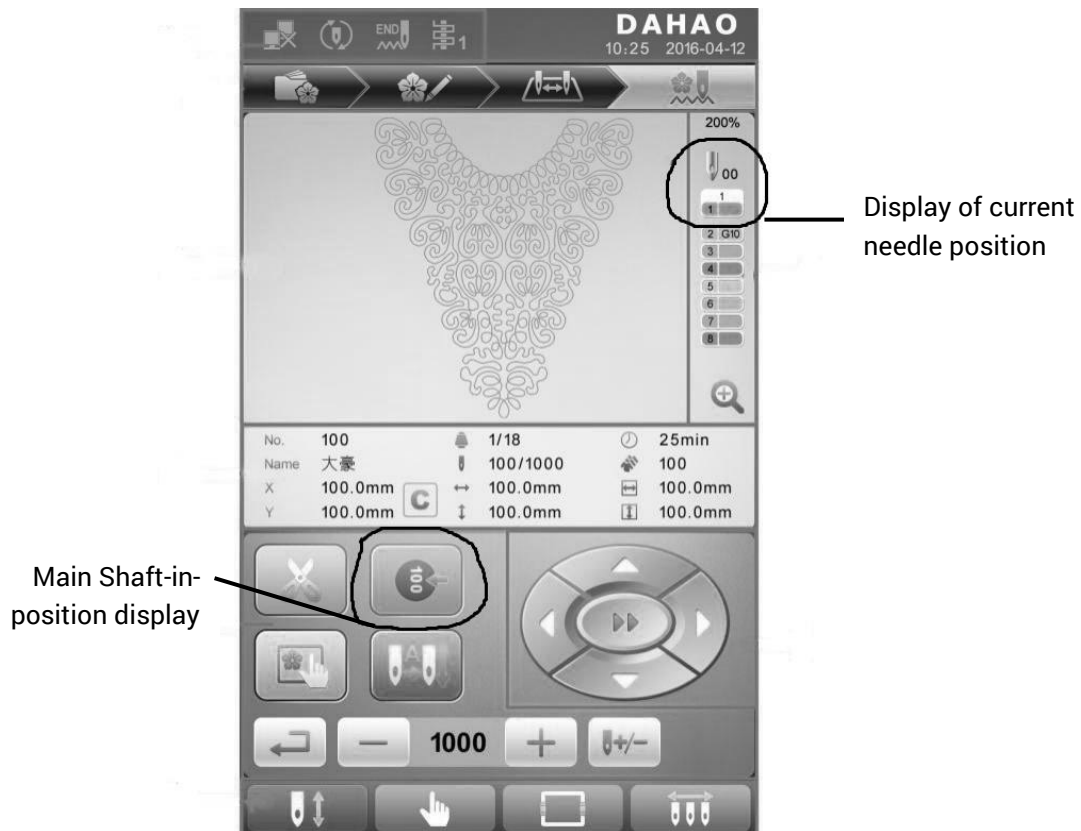 END
1
DAHAO
10:25 2016-04-12
200%
00
1
1
2 G10
3
4
5
6
7
8
Display of current
needle position
No. 100 1/18 25min
Name 大豪 100/1000 100
X 100.0mm 100.0mm 100.0mm
C
Y 100.0mm 100.0mm 100.0mm
Main Shaft-in-
position display
100
A
1000
+/-